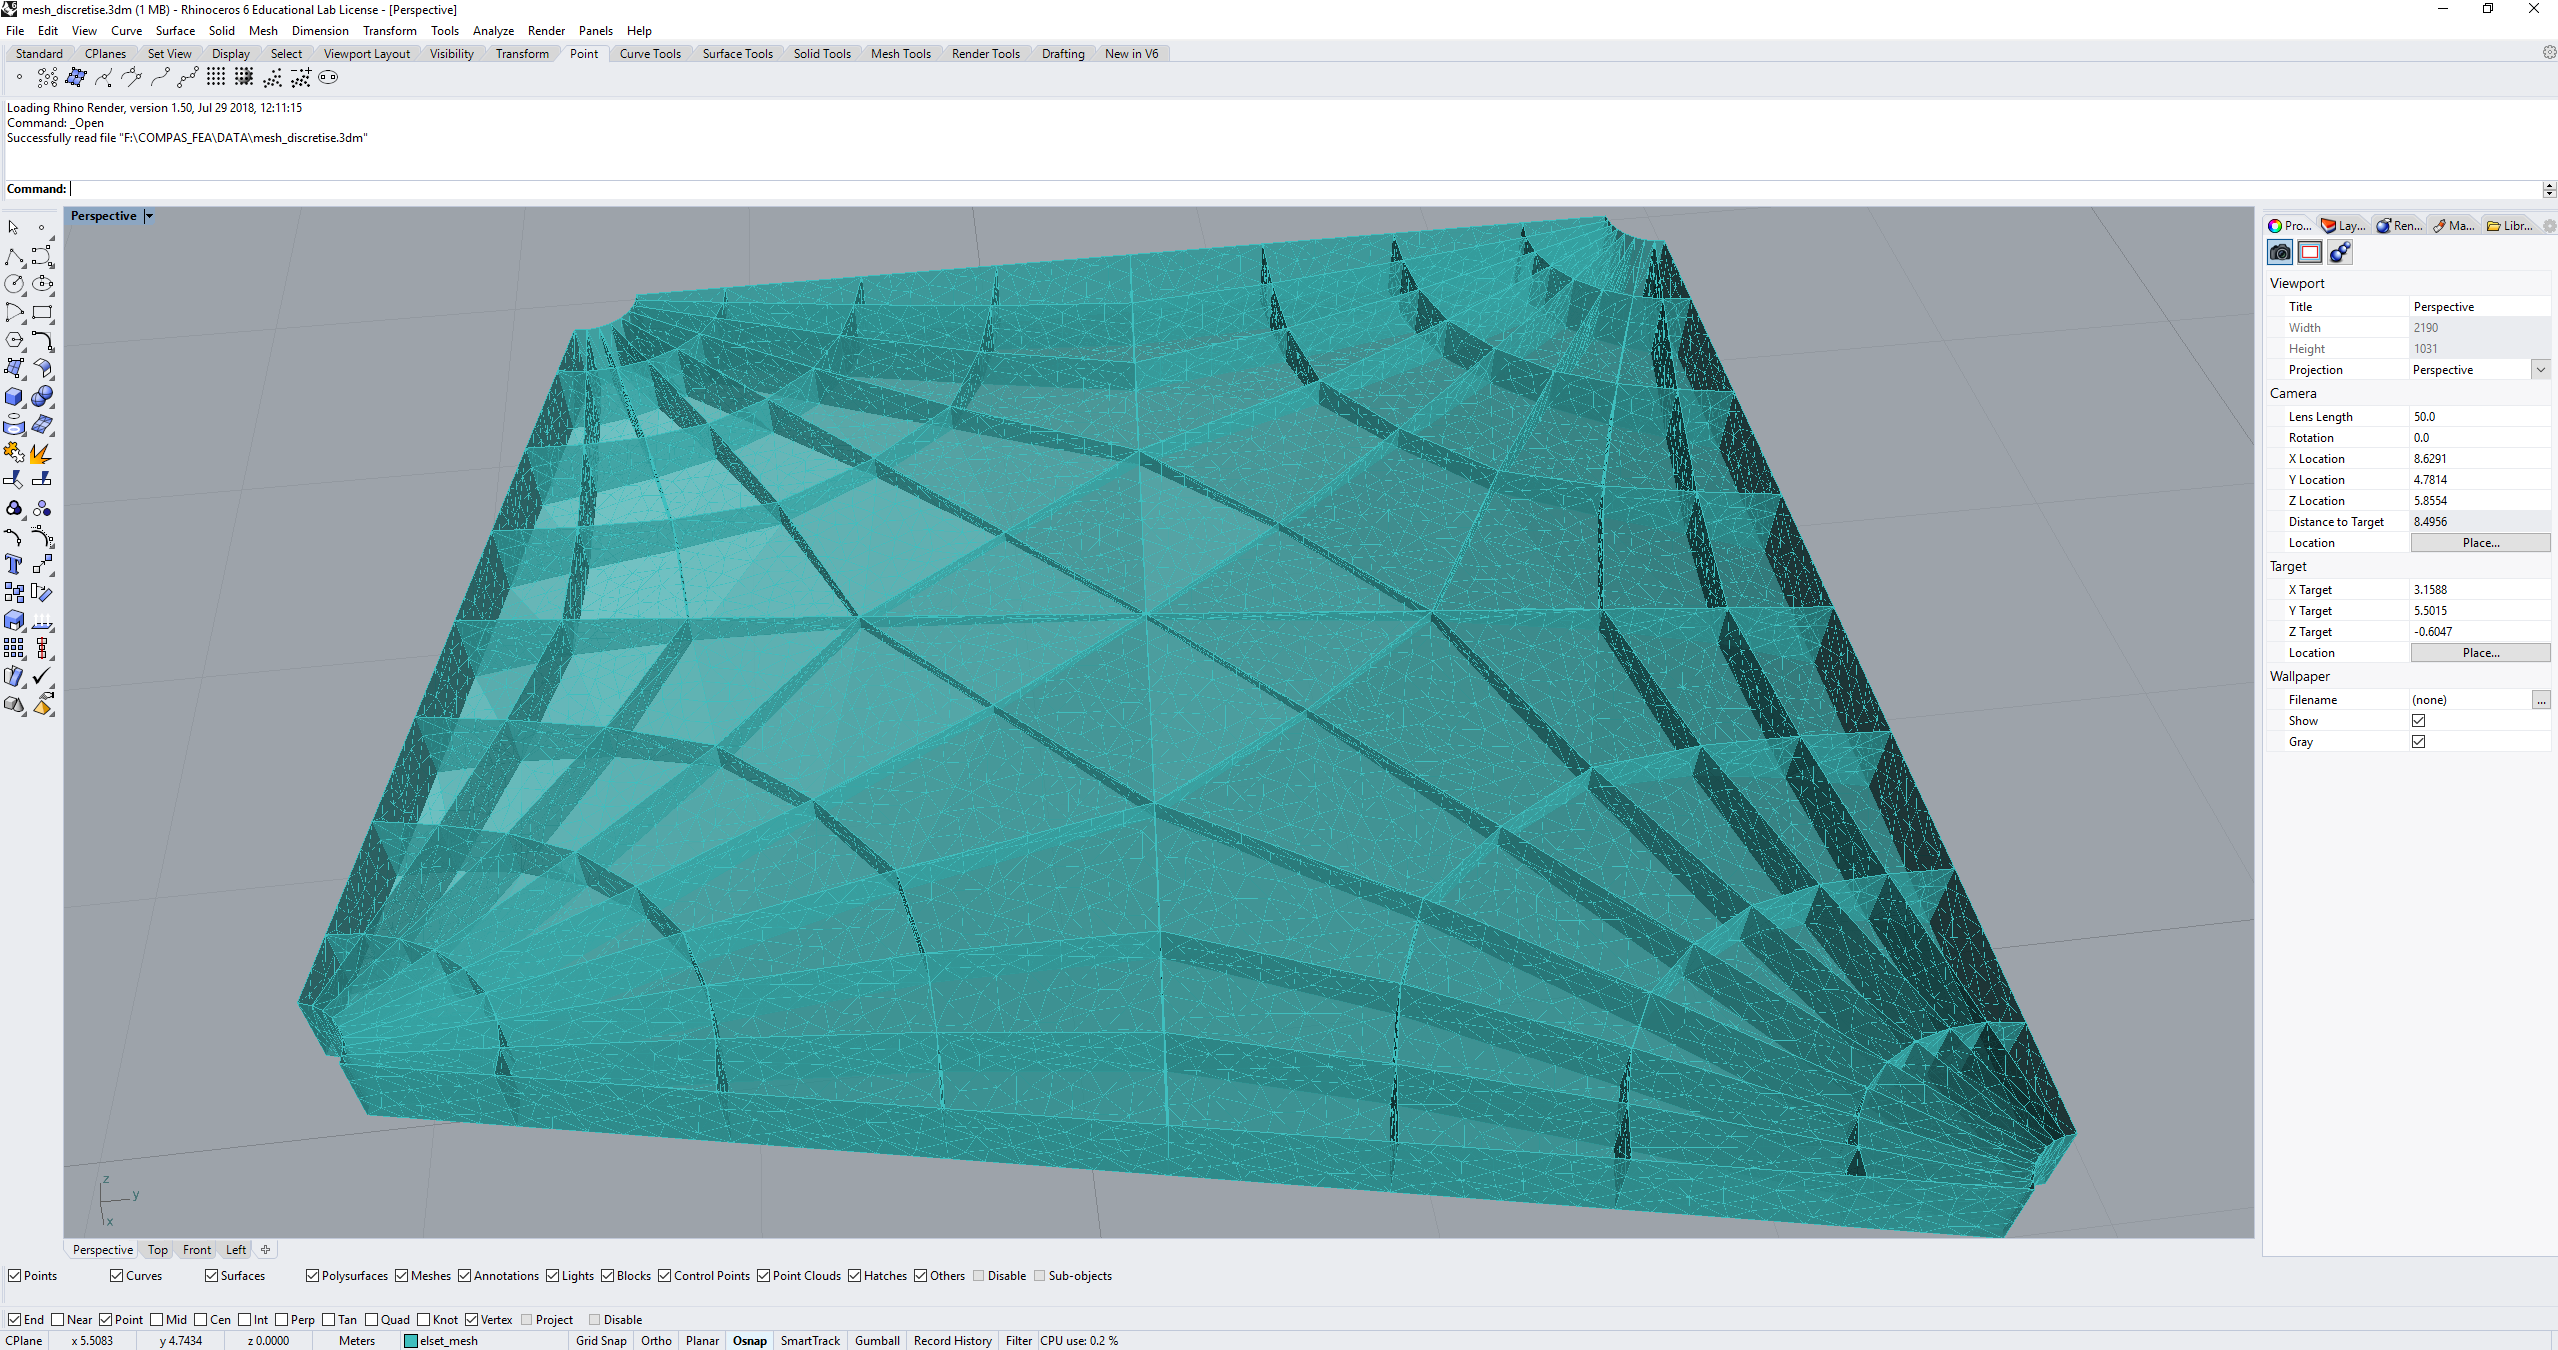 mesh_discretise.3dm (1 MB) - Rhinoceros 6 Educational Lab License - [Perspective]
File Edit View Curve Surface Solid Mesh Dimension Transform Tools Analyze Render Panels Help
Standard CPlanes Set View Display Select Viewport Layout Visibility Transform Point Curve Tools Surface Tools Solid Tools Mesh Tools Render Tools Drafting New in V6
Loading Rhino Render, version 1.50, Jul 29 2018, 12:11:15
Command: _Open
Successfully read file "F:\COMPAS_FEA\DATA\mesh_discretise.3dm"
Command:
Perspective
Pro... Lay... Ren... Ma... Libr...
Viewport
Title Perspective
Width 2190
Height 1031
Projection Perspective
Camera
Lens Length 50.0
Rotation 0.0
X Location 8.6291
Y Location 4.7814
Z Location 5.8554
Distance to Target 8.4956
Location Place...
Target
X Target 3.1588
Y Target 5.5015
Z Target -0.6047
Location Place...
Wallpaper
Filename (none) ...
Show
Gray
z
y
x
Perspective Top Front Left
Points Curves Surfaces Polysurfaces Meshes Annotations Lights Blocks Control Points Point Clouds Hatches Others Disable Sub-objects
End Near Point Mid Cen Int Perp Tan Quad Knot Vertex Project Disable
CPlane x 5.5083 y 4.7434 z 0.0000 Meters elset_mesh Grid Snap Ortho Planar Osnap SmartTrack Gumball Record History Filter CPU use: 0.2 %